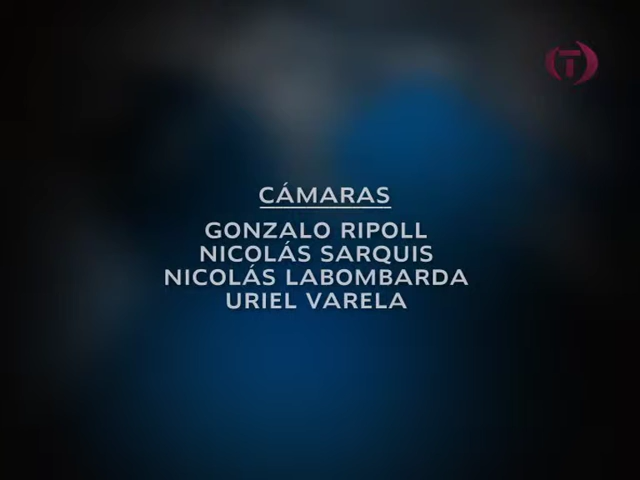 T
CÁMARAS
GONZALO RIPOLL
NICOLÁS SARQUIS
NICOLÁS LABOMBARDA
URIEL VARELA